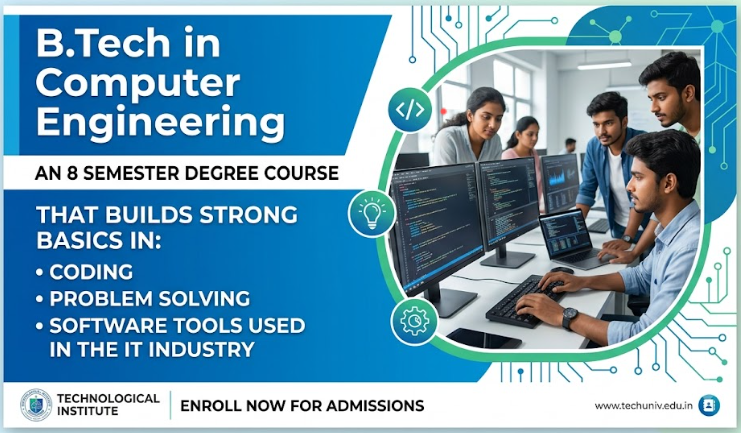 B.Tech in
Computer
Engineering
AN 8 SEMESTER DEGREE COURSE
THAT BUILDS STRONG
BASICS IN:
• CODING
• PROBLEM SOLVING
• SOFTWARE TOOLS USED
IN THE IT INDUSTRY
</>
TECHNOLOGICAL
INSTITUTE
ENROLL NOW FOR ADMISSIONS
www.techuniv.edu.in